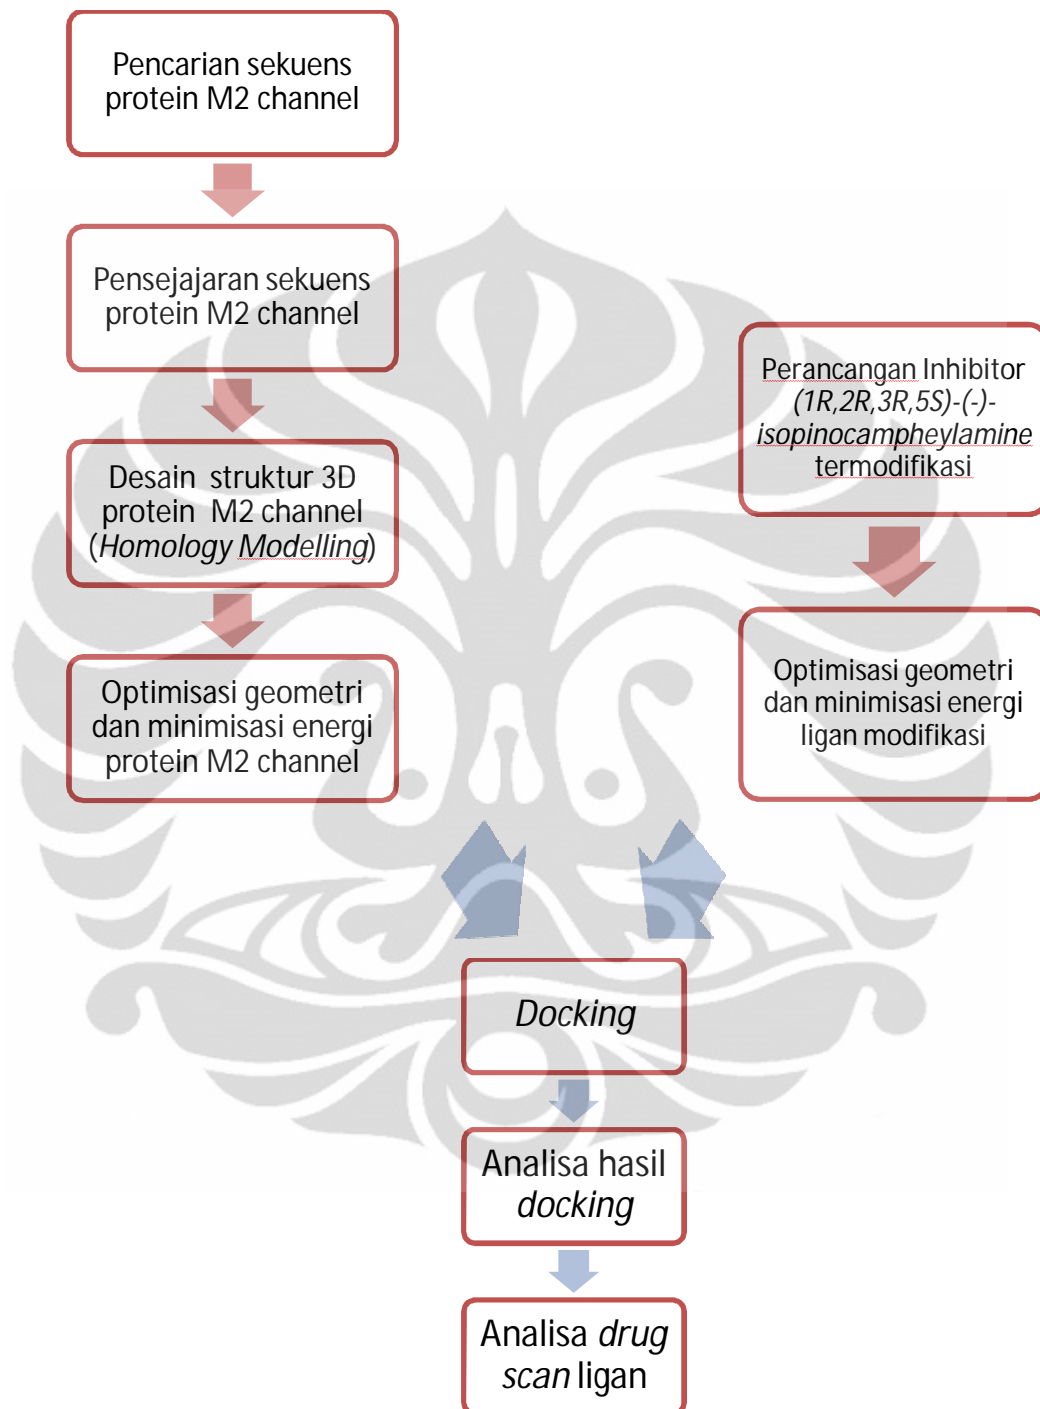 Pencarian sekuens
protein M2 channel
Pensejajaran sekuens
protein M2 channel
Desain struktur 3D
protein M2 channel
(Homology Modelling)
Optimisasi geometri
dan minimisasi energi
protein M2 channel
Perancangan Inhibitor
(1R,2R,3R,5S)-(-)-
isopinocampheylamine
termodifikasi
Optimisasi geometri
dan minimisasi energi
ligan modifikasi
Docking
Analisa hasil
docking
Analisa drug
scan ligan